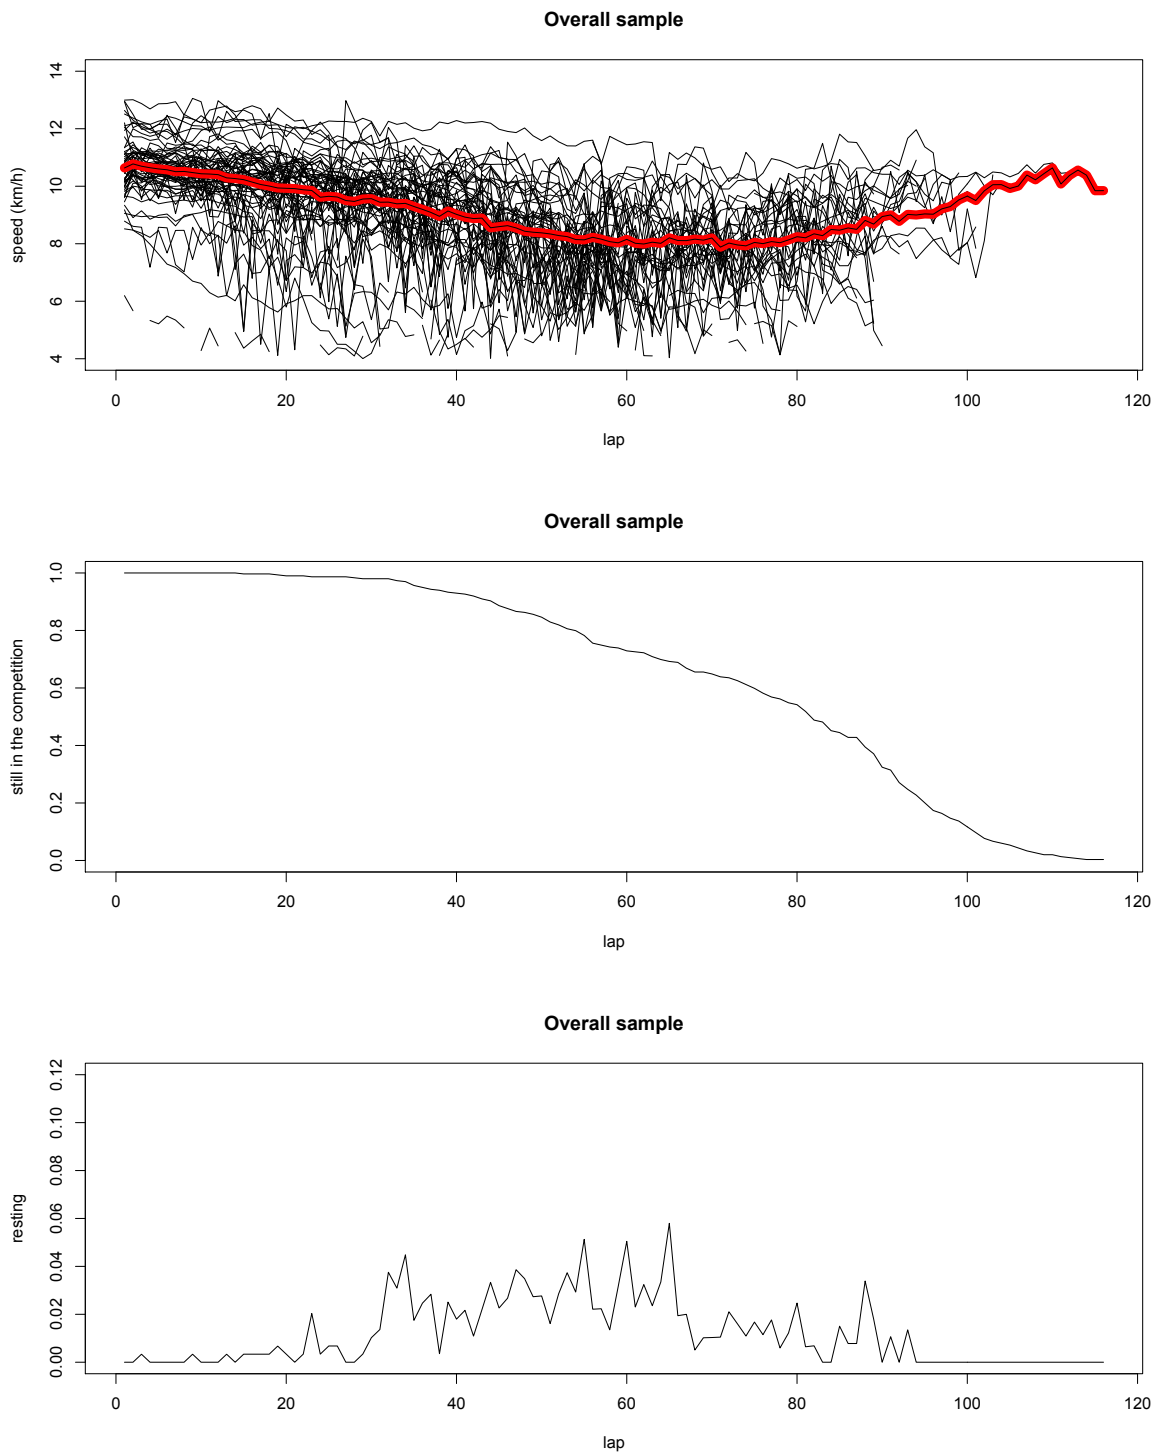 Overall sample
14
12
10
8
6
4
speed (km/h)
0 20 40 60 80 100 120
lap
Overall sample
1.0
0.8
0.6
0.4
0.2
0.0
still in the competition
0 20 40 60 80 100 120
lap
Overall sample
0.12
0.10
0.08
0.06
0.04
0.02
0.00
resting
0 20 40 60 80 100 120
lap